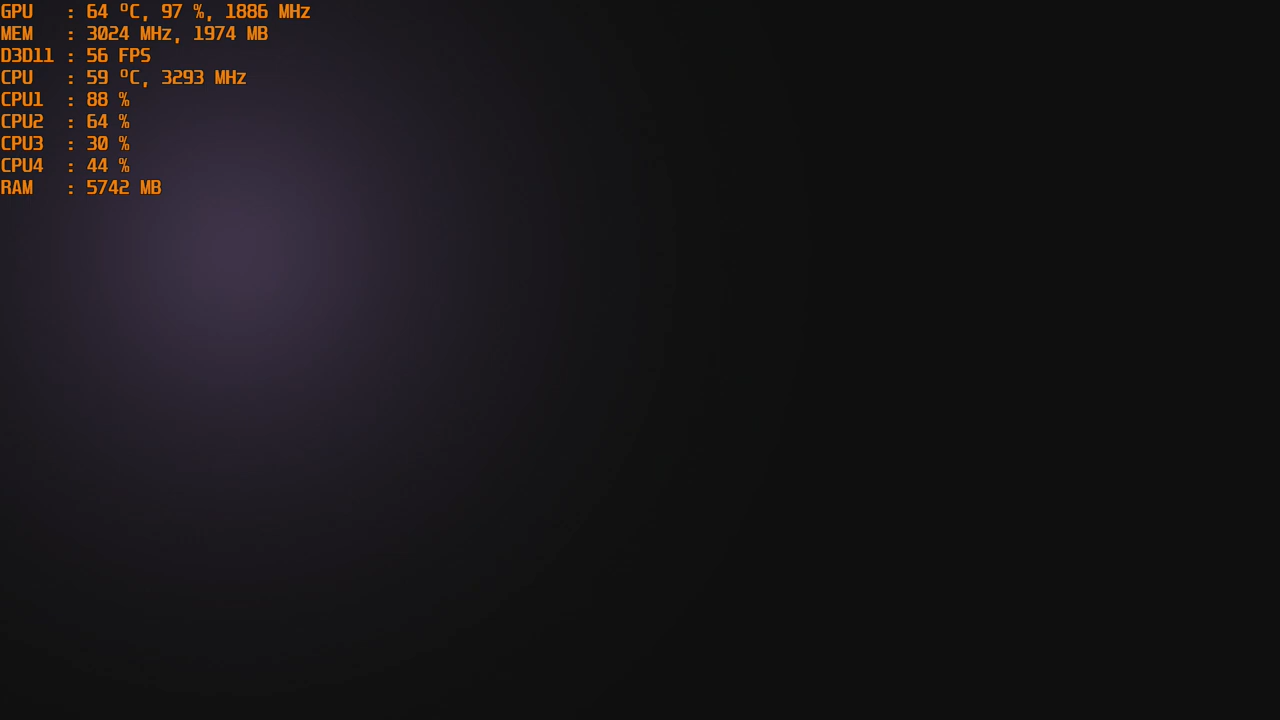 GPU : 64 °C, 97 %, 1886 MHz
MEM : 3024 MHz, 1974 MB
D3D11 : 56 FPS
CPU : 59 °C, 3293 MHz
CPU1 : 88 %
CPU2 : 64 %
CPU3 : 30 %
CPU4 : 44 %
RAM : 5742 MB